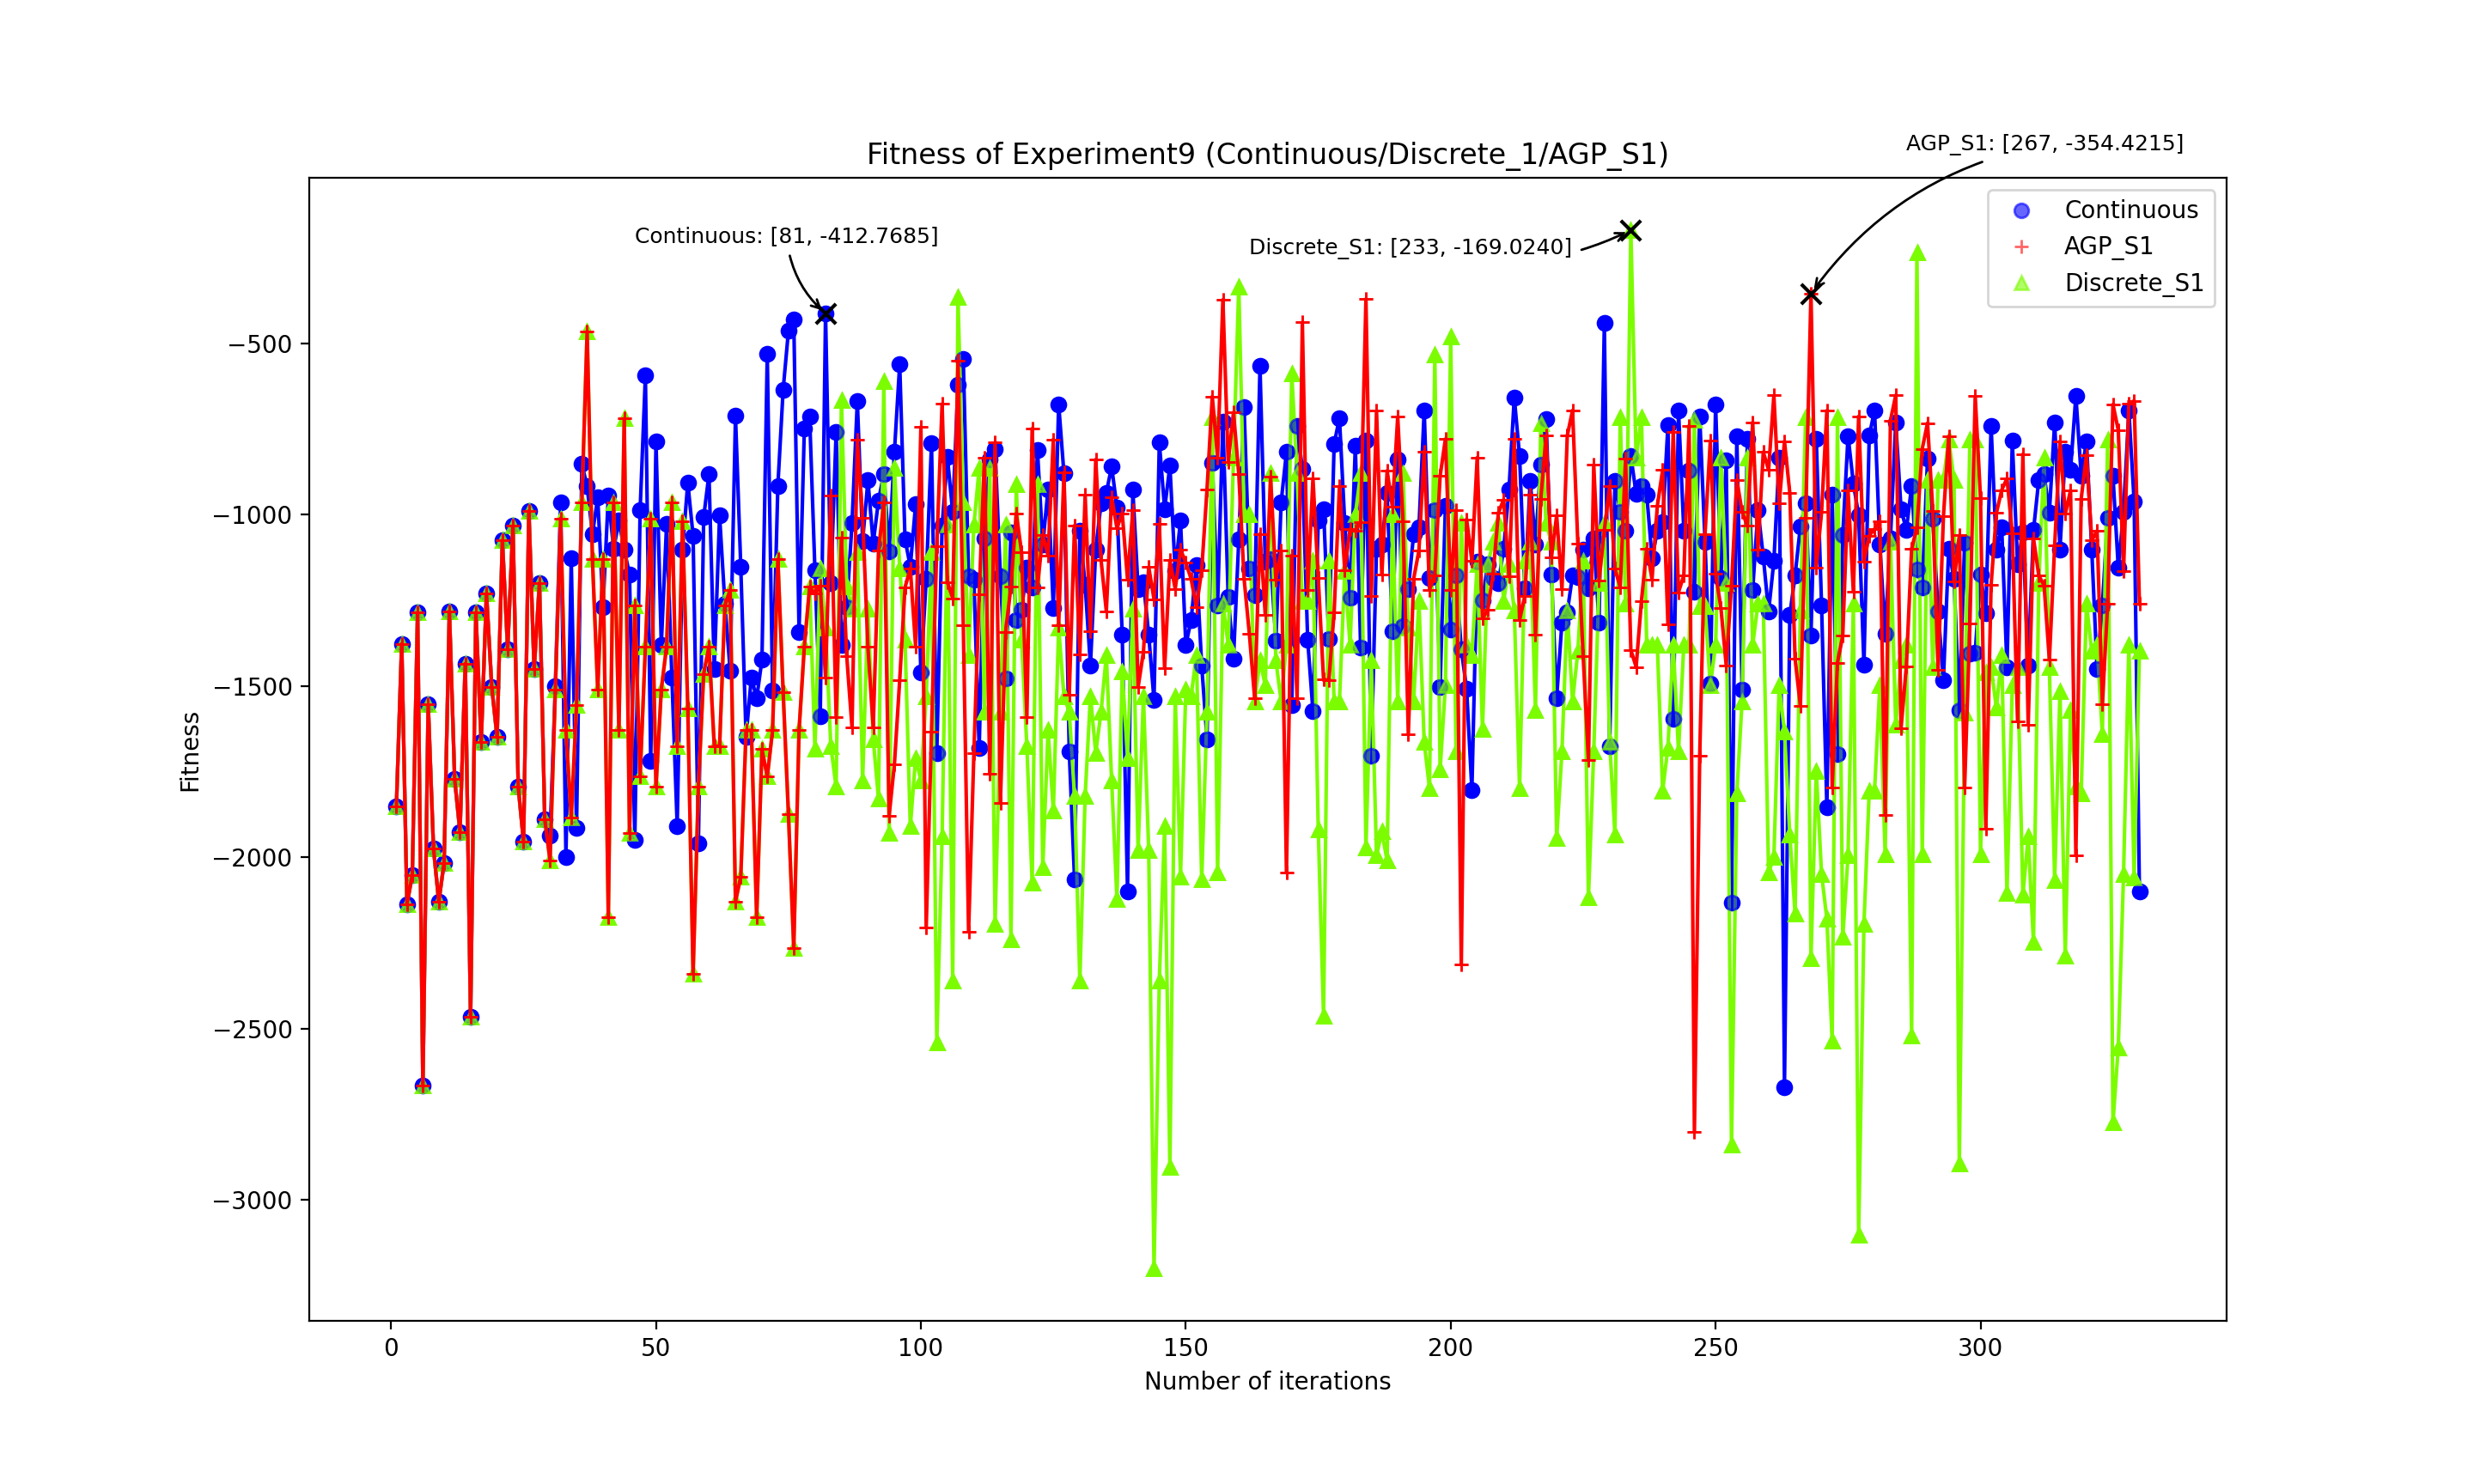 Fitness of Experiment9 (Continuous/Discrete_1/AGP_S1)
AGP_S1: [267, -354.4215]
Continuous: [81, -412.7685]
Discrete_S1: [233, -169.0240]
Continuous
AGP_S1
Discrete_S1
Fitness
−500
−1000
−1500
−2000
−2500
−3000
0 50 100 150 200 250 300
Number of iterations